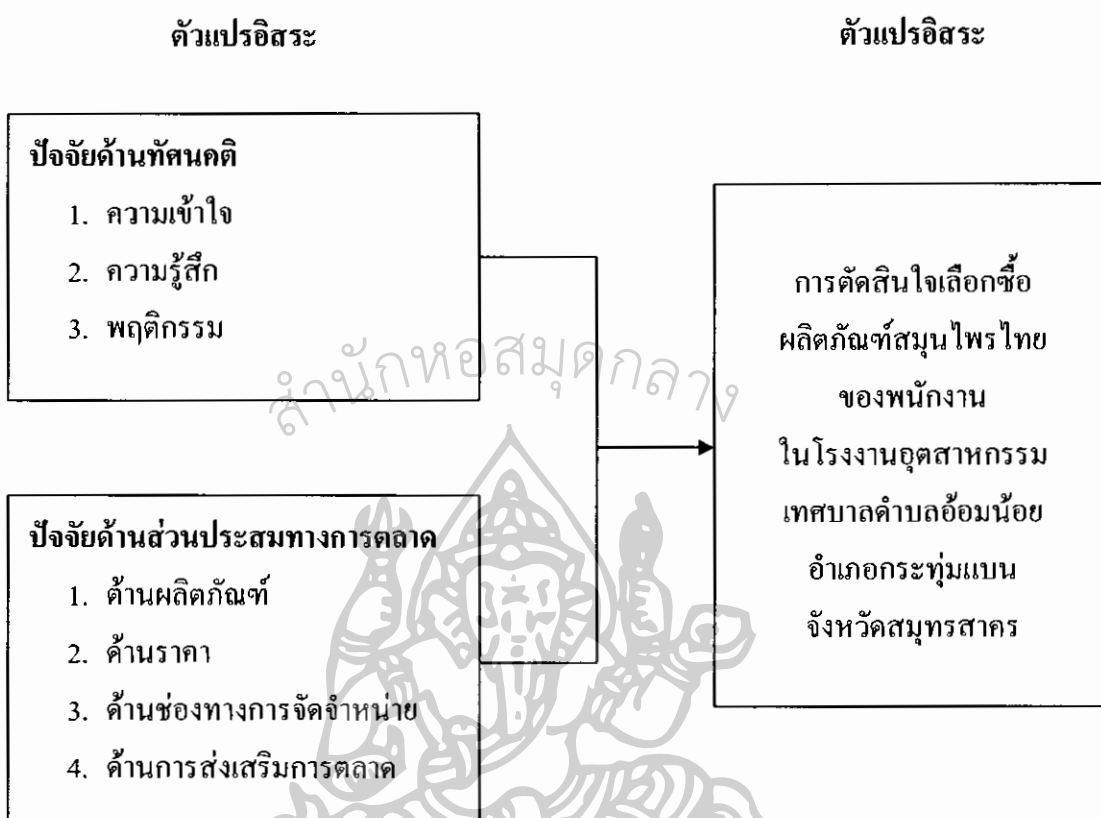 ตัวแปรอิสระ
ตัวแปรอิสระ
ปัจจัยด้านทัศนคติ
1. ความเข้าใจ
2. ความรู้สึก
3. พฤติกรรม
ปัจจัยด้านส่วนประสมทางการตลาด
1. ด้านผลิตภัณฑ์
2. ด้านราคา
3. ด้านช่องทางการจัดจำหน่าย
4. ด้านการส่งเสริมการตลาด
การตัดสินใจเลือกซื้อ
ผลิตภัณฑ์สมุนไพรไทย
ของพนักงาน
ในโรงงานอุตสาหกรรม
เทศบาลตำบลอ้อมน้อย
อำเภอกระทุ่มแบน
จังหวัดสมุทรสาคร
สำนักหอสมุดกลาง